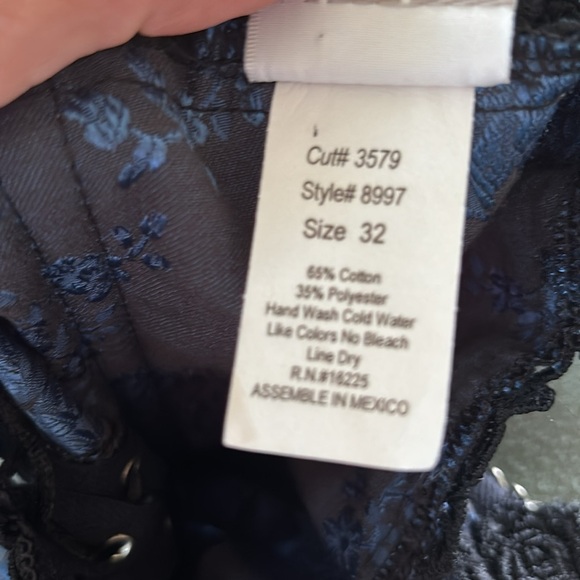 Cut# 3579
Style# 8997
Size 32
65% Cotton
35% Polyester
Hand Wash Cold Water
Like Colors No Bleach
Line Dry
R.N.#16225
ASSEMBLE IN MEXICO